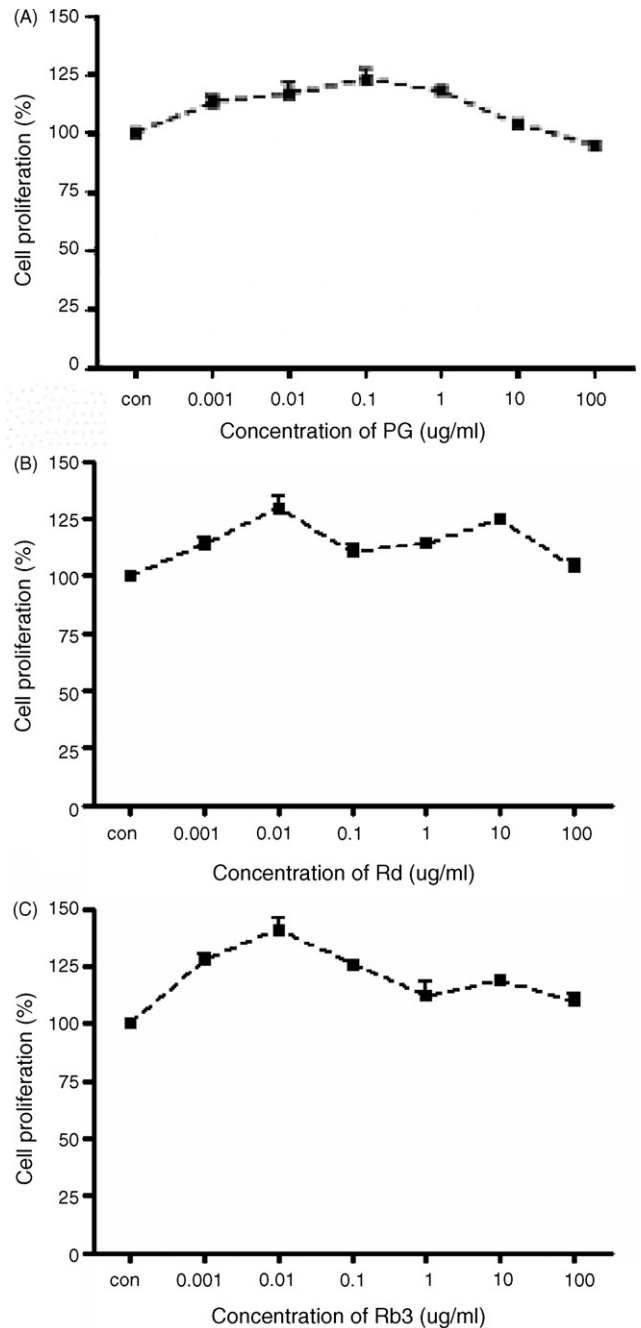 (A)
150
125
100
75
50
25
0
Cell proliferation (%)
con 0.001 0.01 0.1 1 10 100
Concentration of PG (ug/ml)
(B)
150
125
100
75
50
25
0
Cell proliferation (%)
con 0.001 0.01 0.1 1 10 100
Concentration of Rd (ug/ml)
(C)
150
125
100
75
50
25
0
Cell proliferation (%)
con 0.001 0.01 0.1 1 10 100
Concentration of Rb3 (ug/ml)